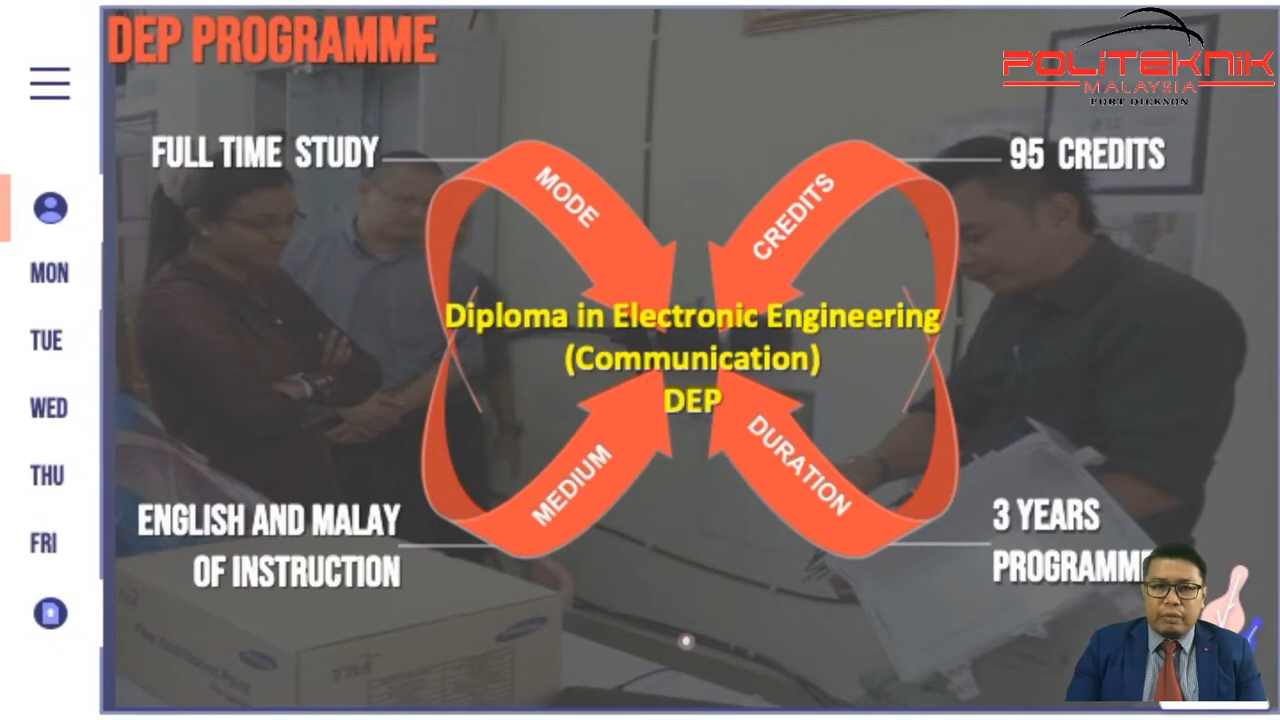 DEP PROGRAMME
POLITEKNIK
MALAYSIA
PORT DICKSON
FULL TIME STUDY
95 CREDITS
MODE
CREDITS
MON
TUE
WED
THU
FRI
Diploma in Electronic Engineering
(Communication)
DEP
MEDIUM
DURATION
ENGLISH AND MALAY
OF INSTRUCTION
3 YEARS
PROGRAMME
TM